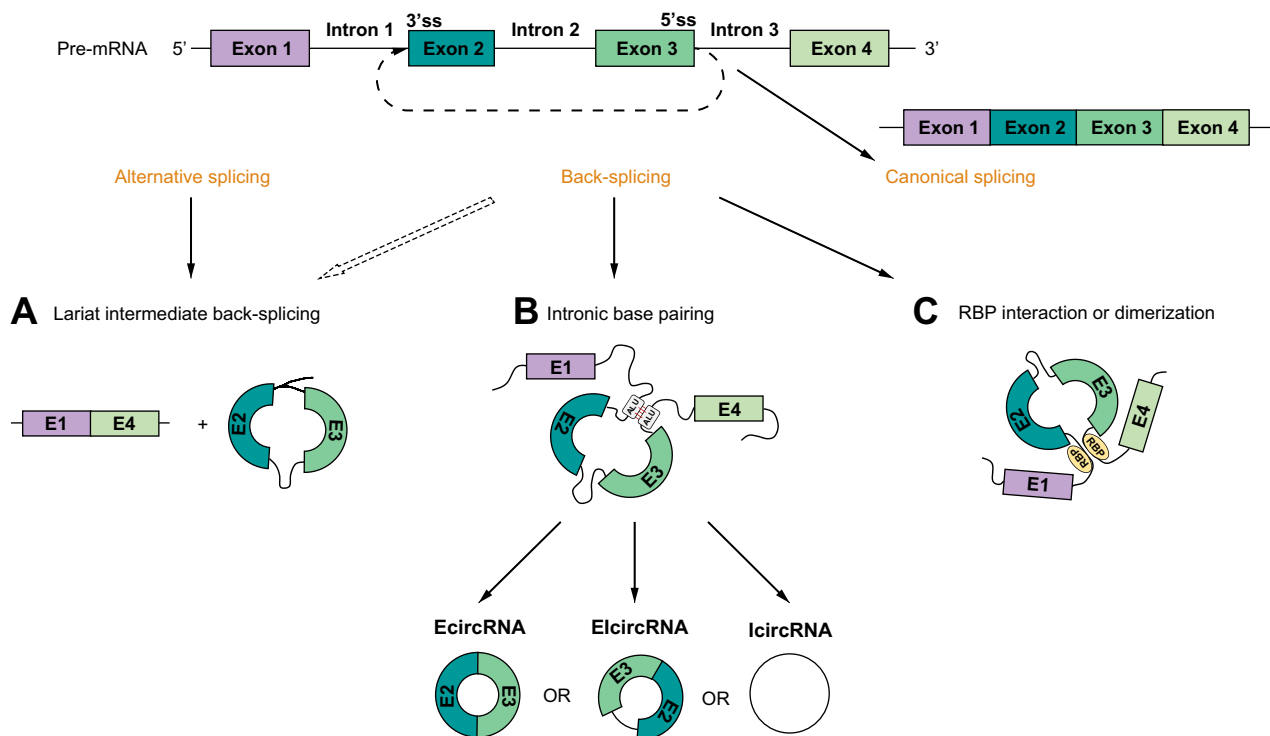 Intron 1 3'ss Intron 2 5'ss Intron 3
Pre-mRNA 5' Exon 1 Exon 2 Exon 3 Exon 4 3'
Exon 1 Exon 2 Exon 3 Exon 4
Alternative splicing Back-splicing Canonical splicing
A Lariat intermediate back-splicing
B Intronic base pairing
C RBP interaction or dimerization
E1 E4 + E2 E3
E1
ALU ALU
E4
E2
E3
E3
E4
E2
RBP RBP
E1
EcircRNA EIcircRNA IcircRNA
E2 E3 OR E3 E2 OR